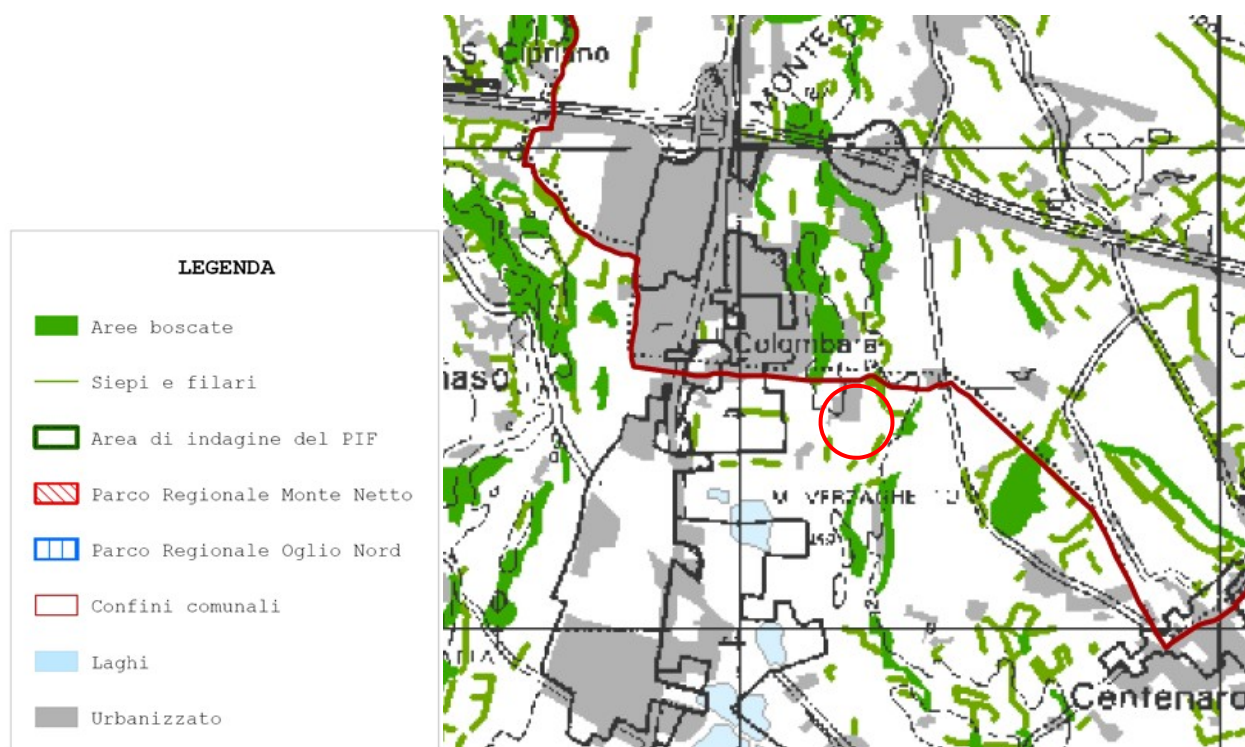 LEGENDA
Aree boscate
Siepi e filari
Area di indagine del PIF
Parco Regionale Monte Netto
Parco Regionale Oglio Nord
Confini comunali
Laghi
Urbanizzato
S. Cipriano
MONTE
Colombara
Centenaro